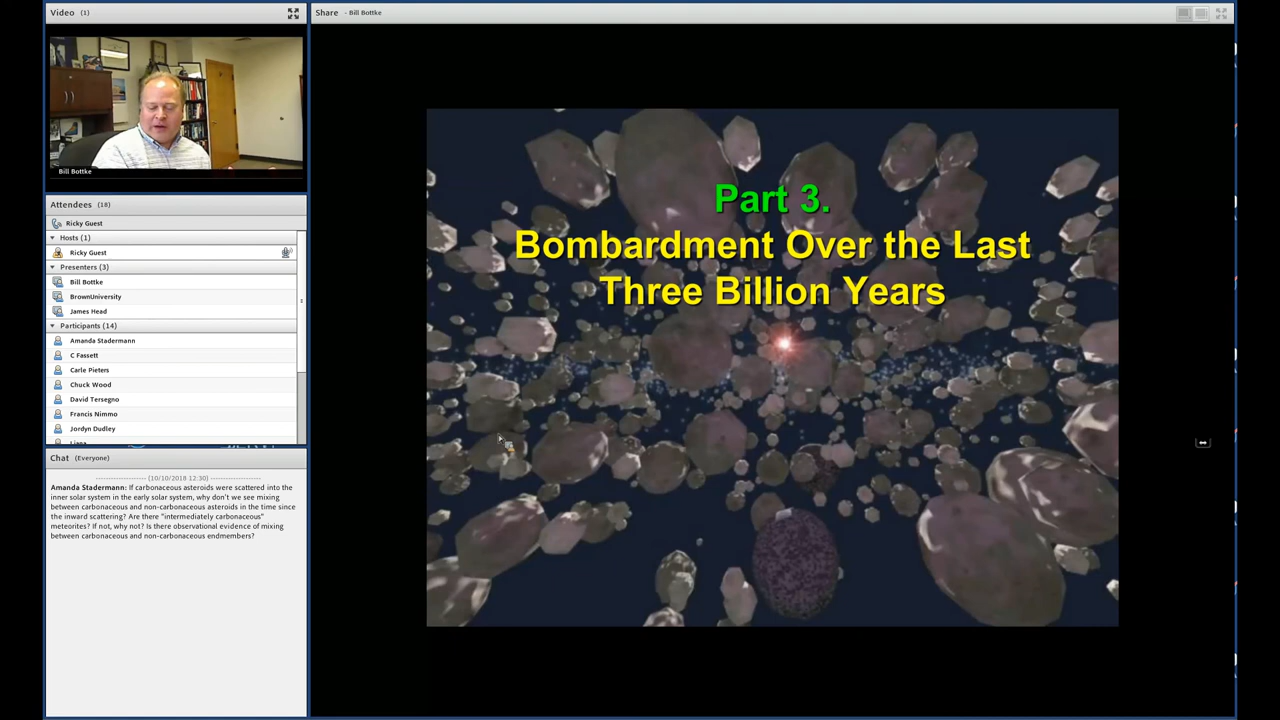 Video (1)
Bill Bottke
Attendees (18)
Ricky Guest
Hosts (1)
Ricky Guest
Presenters (3)
Bill Bottke
BrownUniversity
James Head
Participants (14)
Amanda Stadermann
C Fassett
Carle Pieters
Chuck Wood
David Tersegno
Francis Nimmo
Jordyn Dudley
Chat (Everyone)
-------------------- (10/10/2018 12:30) --------------------
Amanda Stadermann: If carbonaceous asteroids were scattered into the
inner solar system in the early solar system, why don't we see mixing
between carbonaceous and non-carbonaceous asteroids in the time since
the inward scattering? Are there "intermediately carbonaceous"
meteorites? If not, why not? Is there observational evidence of mixing
between carbonaceous and non-carbonaceous endmembers?
Share - Bill Bottke
Part 3.
Bombardment Over the Last
Three Billion Years